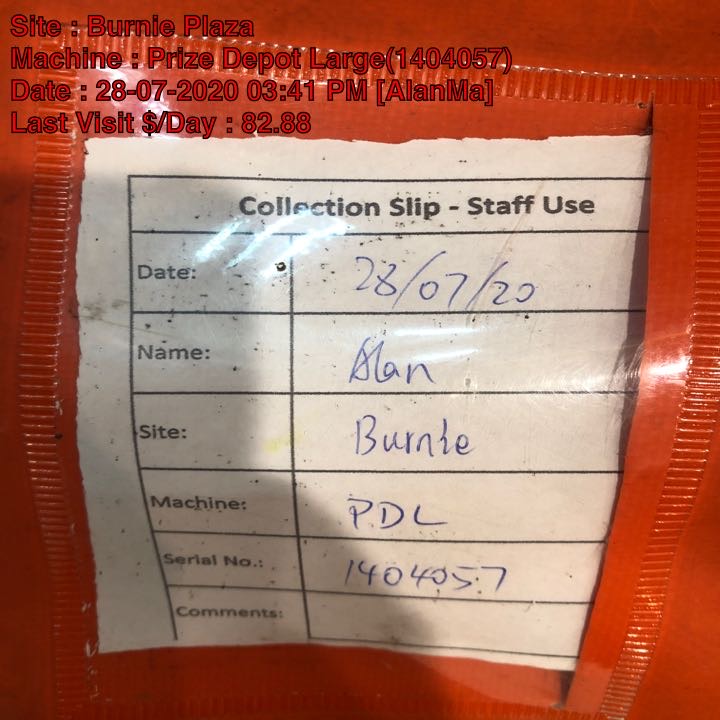 Site : Burnie Plaza
Machine : Prize Depot Large(1404057)
Date : 28-07-2020 03:41 PM [AlanMa]
Last Visit $/Day : 82.88
Collection Slip - Staff Use
Date: 28/07/20
Name: Alan
Site: Burnie
Machine: PDL
Serial No.: 1404057
Comments: